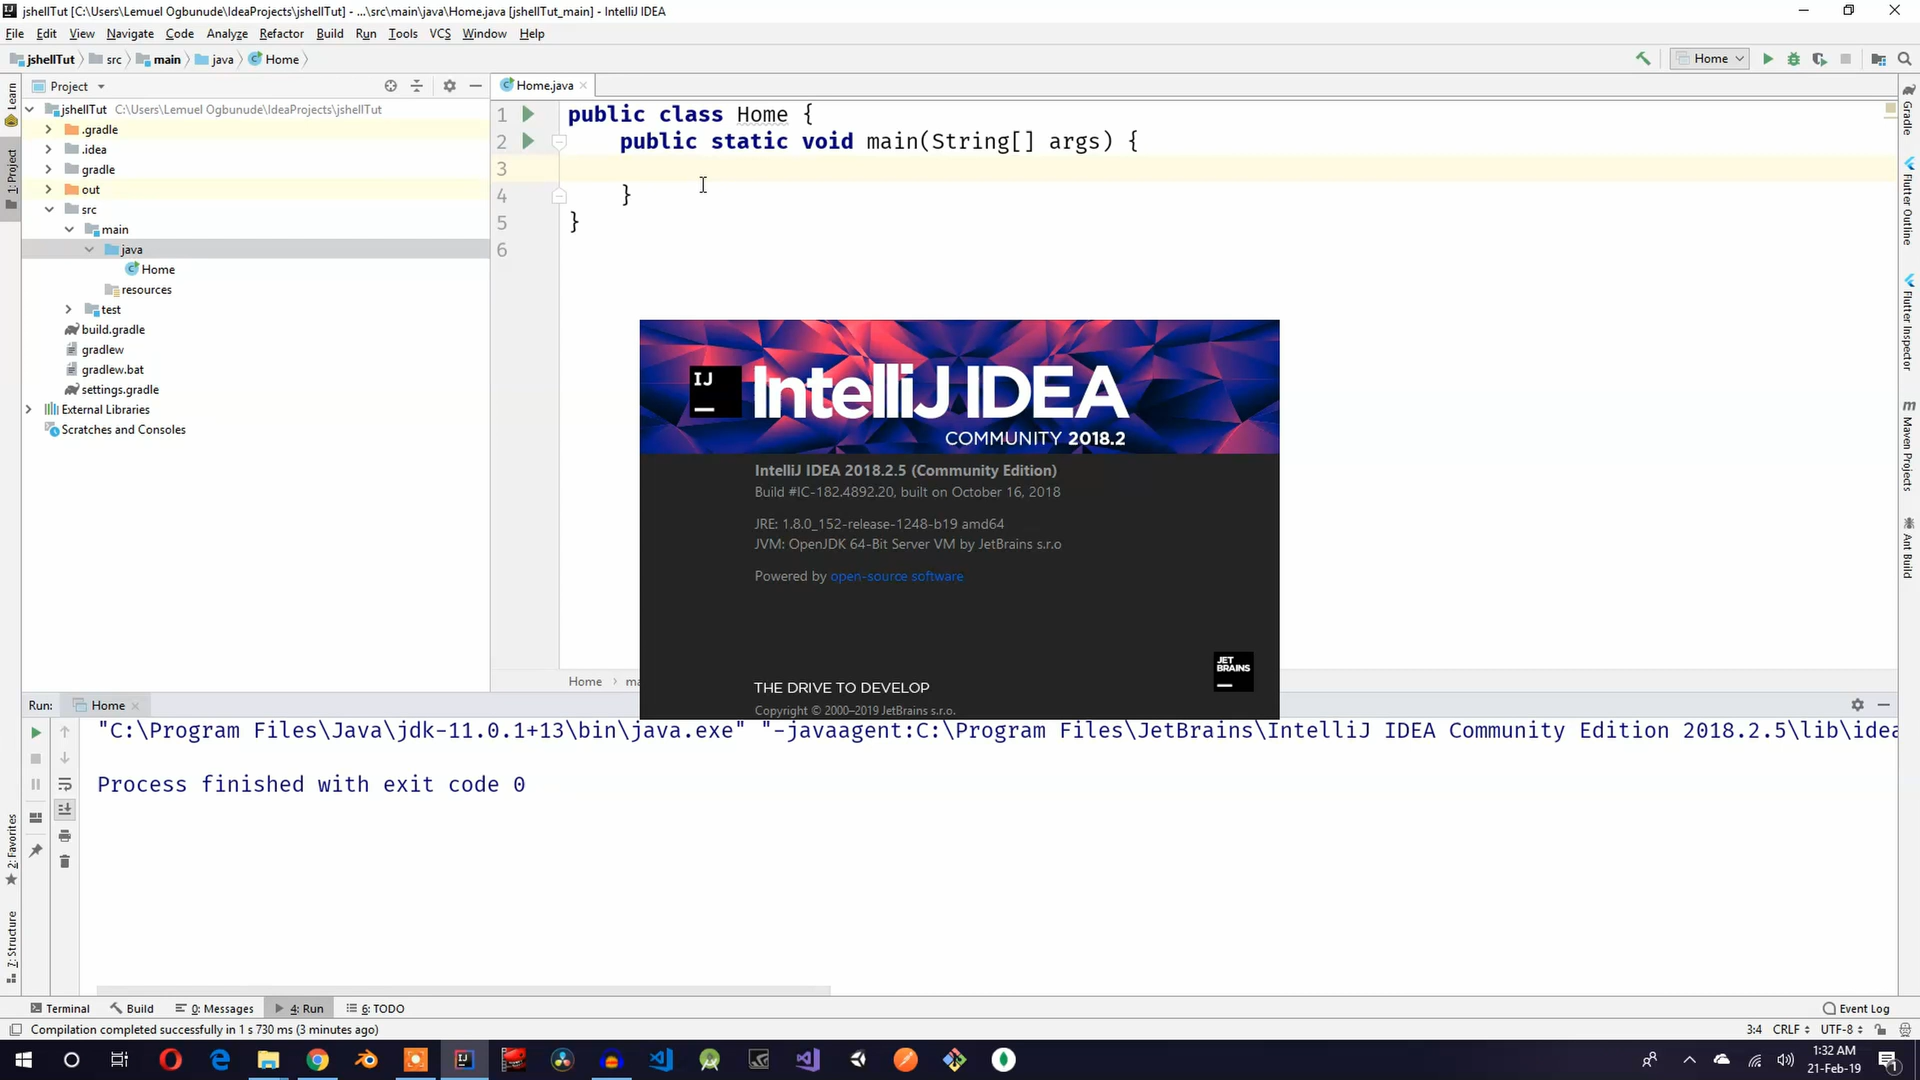 jshellTut [C:\Users\Lemuel Ogbunude\IdeaProjects\jshellTut] - ...\src\main\java\Home.java [jshellTut_main] - IntelliJ IDEA
File Edit View Navigate Code Analyze Refactor Build Run Tools VCS Window Help
jshellTut src main java Home
Home
Project
Home.java
Learn
1: Project
jshellTut C:\Users\Lemuel Ogbunude\IdeaProjects\jshellTut
.gradle
.idea
gradle
out
src
main
java
Home
resources
test
build.gradle
gradlew
gradlew.bat
settings.gradle
External Libraries
Scratches and Consoles
1 public class Home {
2 public static void main(String[] args) {
3
4 }
5 }
6
IJ
IntelliJ IDEA
COMMUNITY 2018.2
IntelliJ IDEA 2018.2.5 (Community Edition)
Build #IC-182.4892.20, built on October 16, 2018
JRE: 1.8.0_152-release-1248-b19 amd64
JVM: OpenJDK 64-Bit Server VM by JetBrains s.r.o
Powered by open-source software
JET
BRAINS
THE DRIVE TO DEVELOP
Copyright © 2000–2019 JetBrains s.r.o.
Gradle
Flutter Outline
Flutter Inspector
Maven Projects
Ant Build
Home ma
Run: Home
"C:\Program Files\Java\jdk-11.0.1+13\bin\java.exe" "-javaagent:C:\Program Files\JetBrains\IntelliJ IDEA Community Edition 2018.2.5\lib\idea
Process finished with exit code 0
2: Favorites
7: Structure
Terminal Build 0: Messages 4: Run 6: TODO
Event Log
Compilation completed successfully in 1 s 730 ms (3 minutes ago)
3:4 CRLF UTF-8
1:32 AM
21-Feb-19
1